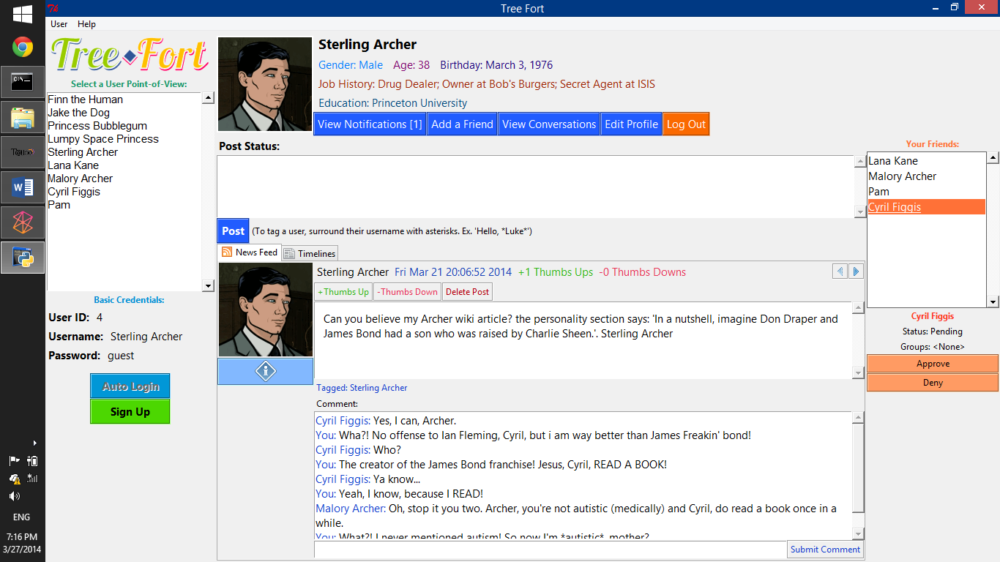 Tree Fort
User Help
Tree Fort
Select a User Point-of-View:
Finn the Human
Jake the Dog
Princess Bubblegum
Lumpy Space Princess
Sterling Archer
Lana Kane
Malory Archer
Cyril Figgis
Pam
Basic Credentials:
User ID: 4
Username: Sterling Archer
Password: guest
Auto Login
Sign Up
Sterling Archer
Gender: Male Age: 38 Birthday: March 3, 1976
Job History: Drug Dealer; Owner at Bob's Burgers; Secret Agent at ISIS
Education: Princeton University
View Notifications [1] Add a Friend View Conversations Edit Profile Log Out
Post Status:
Post (To tag a user, surround their username with asterisks. Ex. 'Hello, *Luke*')
News Feed Timelines
Sterling Archer Fri Mar 21 20:06:52 2014 +1 Thumbs Ups -0 Thumbs Downs
+Thumbs Up -Thumbs Down Delete Post
Can you believe my Archer wiki article? the personality section says: 'In a nutshell, imagine Don Draper and
James Bond had a son who was raised by Charlie Sheen.'. Sterling Archer
Tagged: Sterling Archer
Comment:
Cyril Figgis: Yes, I can, Archer.
You: Wha?! No offense to Ian Fleming, Cyril, but i am way better than James Freakin' bond!
Cyril Figgis: Who?
You: The creator of the James Bond franchise! Jesus, Cyril, READ A BOOK!
Cyril Figgis: Ya know...
You: Yeah, I know, because I READ!
Malory Archer: Oh, stop it you two. Archer, you're not autistic (medically) and Cyril, do read a book once in a
while.
You: What?! I never mentioned autism! So now I'm *autistic*, mother?
Submit Comment
Your Friends:
Lana Kane
Malory Archer
Pam
Cyril Figgis
Cyril Figgis
Status: Pending
Groups: <None>
Approve
Deny
ENG
7:16 PM
3/27/2014